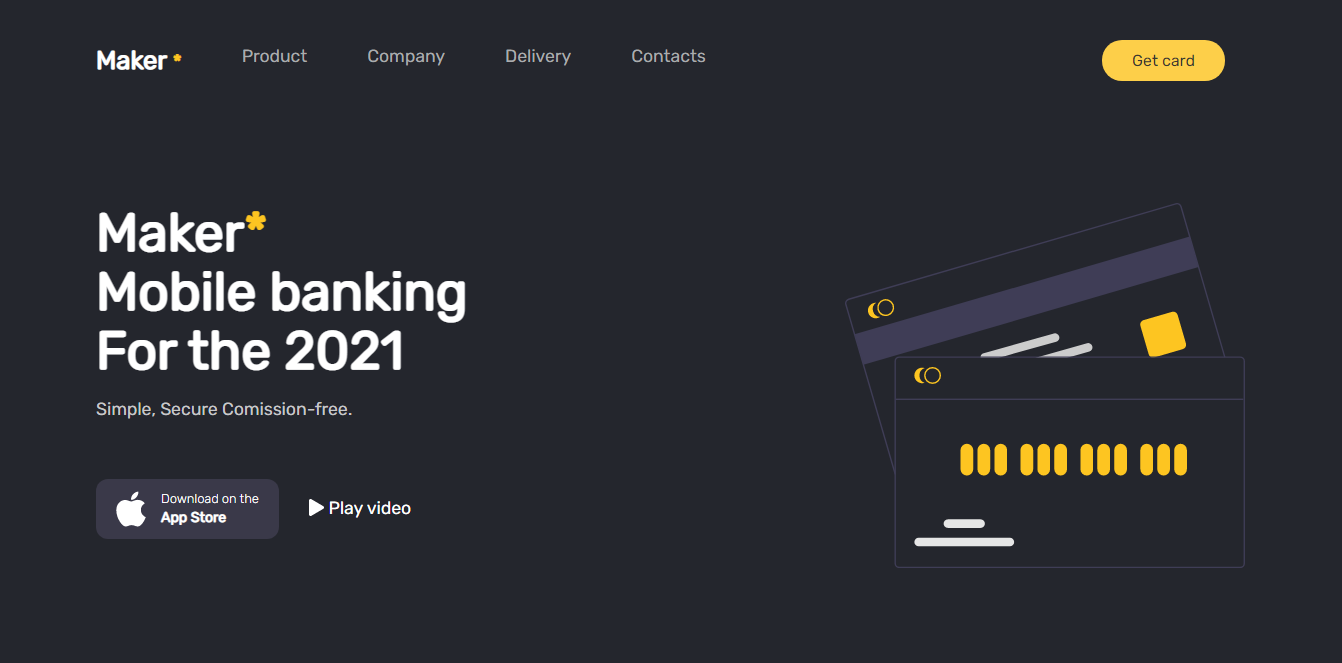 Maker *
Product
Company
Delivery
Contacts
Get card
Maker*
Mobile banking
For the 2021
Simple, Secure Comission-free.
Download on the
App Store
Play video